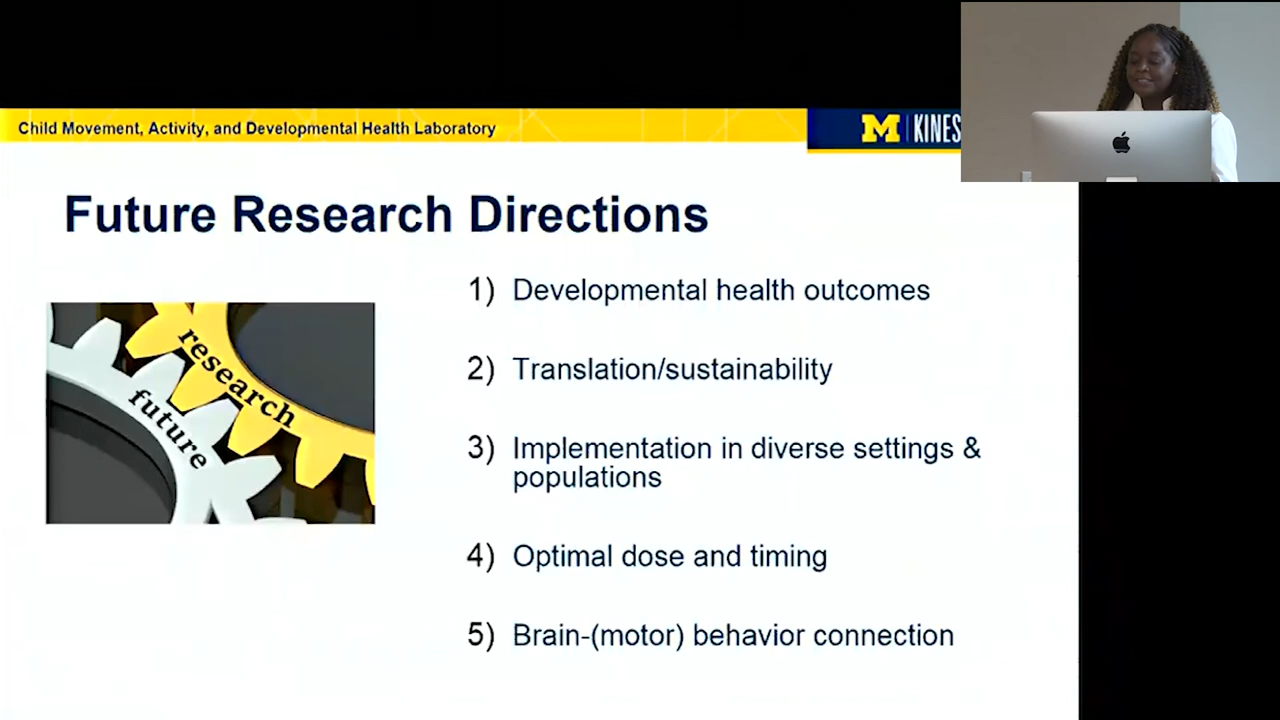 Child Movement, Activity, and Developmental Health Laboratory
M | KINES
Future Research Directions
research
future
1) Developmental health outcomes
2) Translation/sustainability
3) Implementation in diverse settings &
populations
4) Optimal dose and timing
5) Brain-(motor) behavior connection